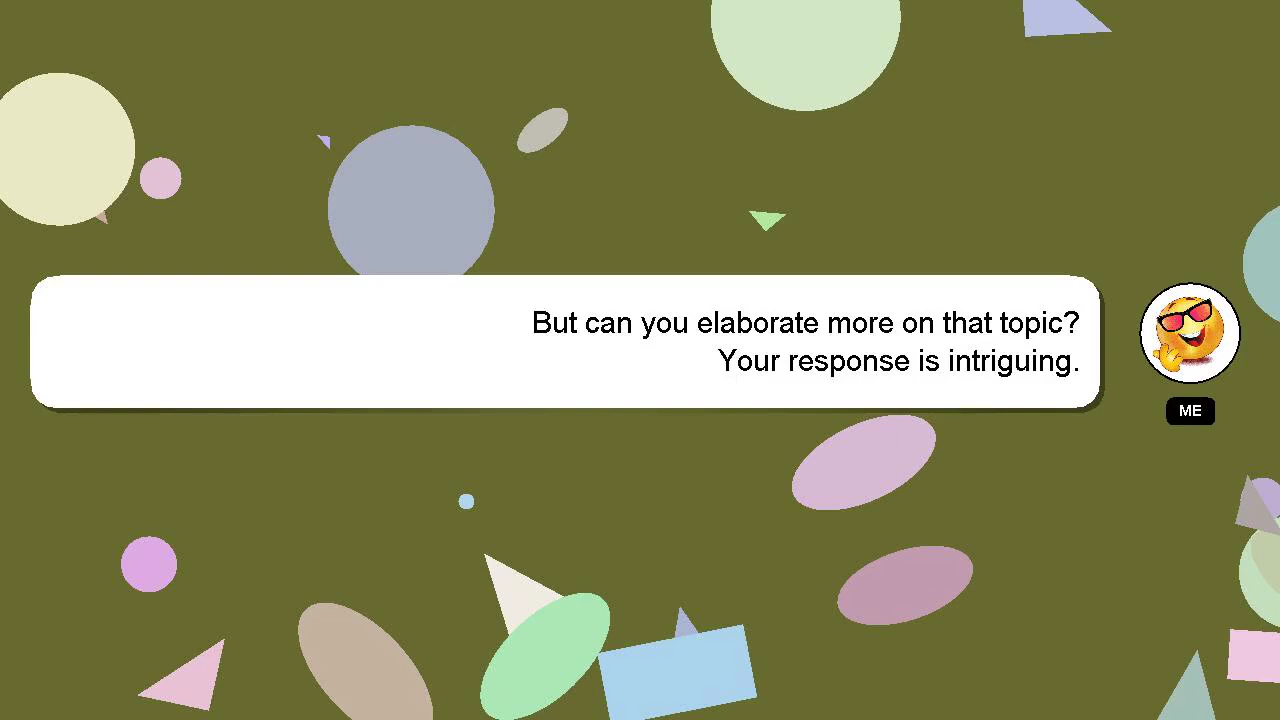 But can you elaborate more on that topic?
Your response is intriguing.
ME